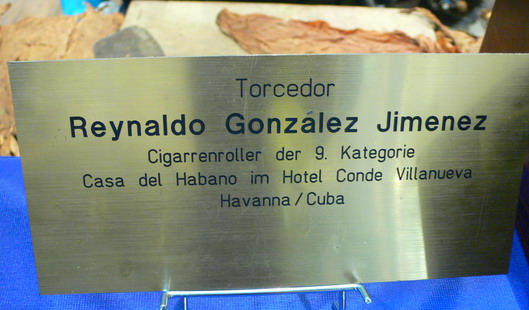 Torcedor
Reynaldo González Jimenez
Cigarrenroller der 9. Kategorie
Casa del Habano im Hotel Conde Villanueva
Havanna/Cuba